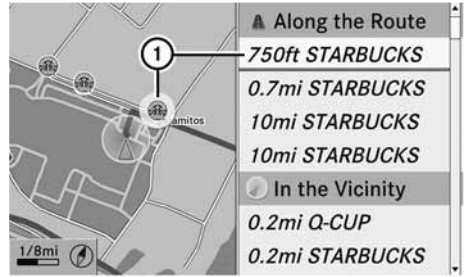 1
amitos
1/8mi
Along the Route
750ft STARBUCKS
0.7mi STARBUCKS
10mi STARBUCKS
10mi STARBUCKS
In the Vicinity
0.2mi Q-CUP
0.2mi STARBUCKS